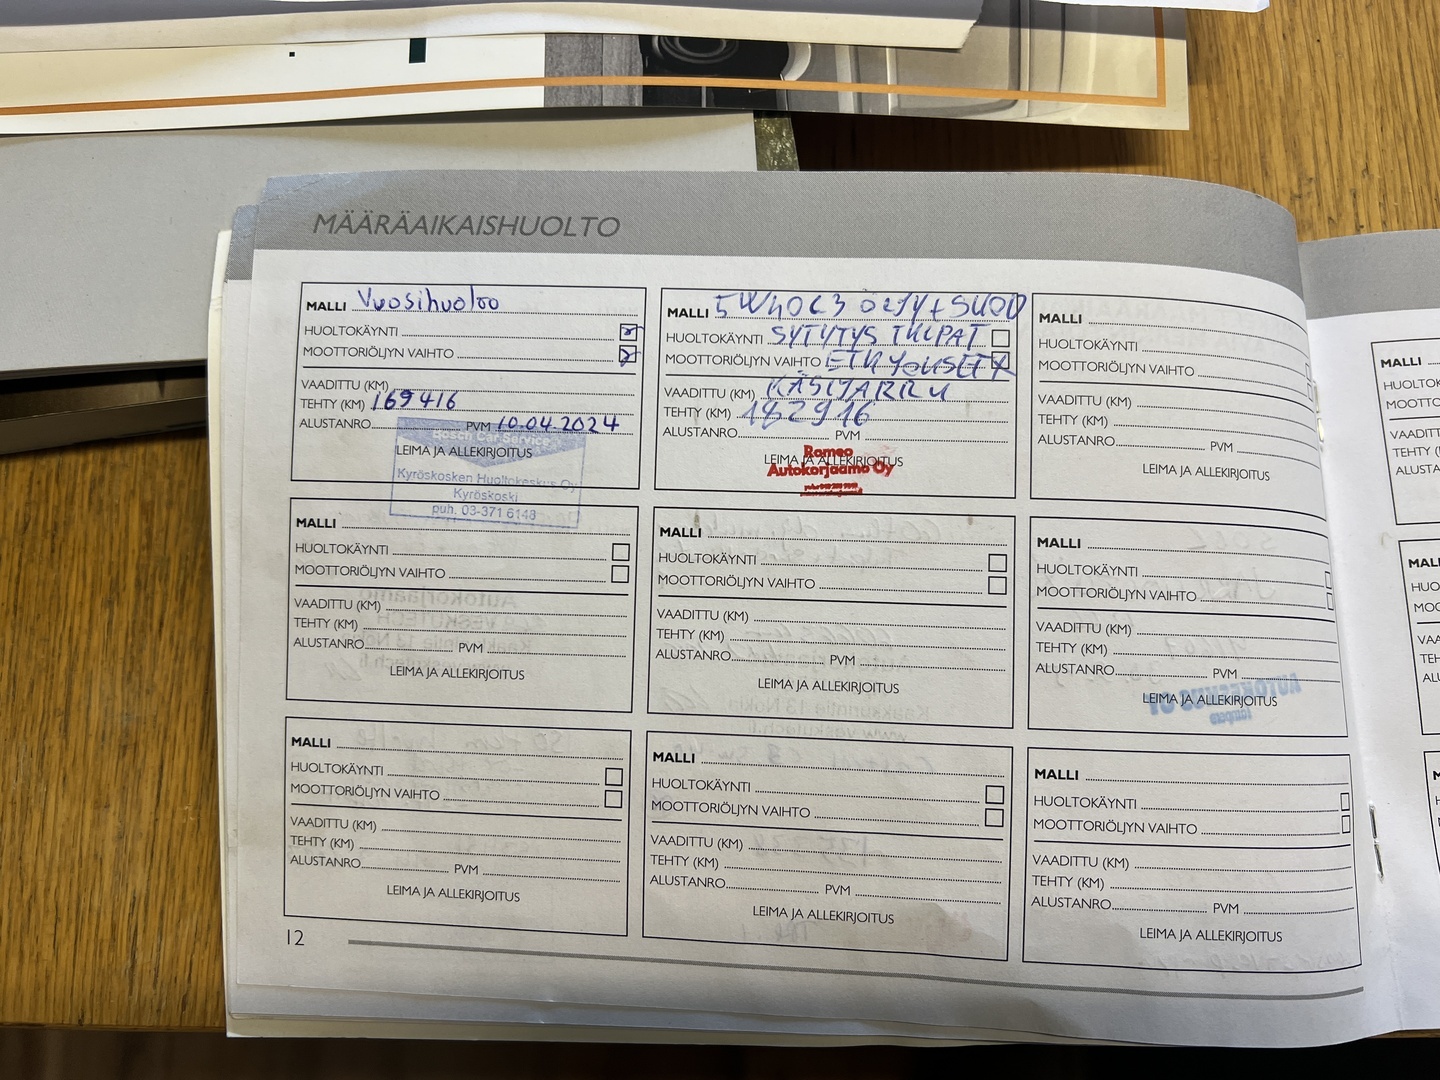 MÄÄRÄAIKAISHUOLTO
MALLI Vuosihuolto
HUOLTOKÄYNTI
MOOTTORIÖLJYN VAIHTO
VAADITTU (KM)
TEHTY (KM) 169416
ALUSTANRO PVM 10.04.2024
LEIMA JA ALLEKIRJOITUS
Bosch Car Service
Kyröskosken Huoltokeskus Oy
Kyröskoski
puh. 03-371 6148
MALLI 5W40C3 ÖLJY+SUOD
HUOLTOKÄYNTI SYTYTYS TULPAT
MOOTTORIÖLJYN VAIHTO ETUJOUSET
VAADITTU (KM) KÄSIJARRU
TEHTY (KM) 182916
ALUSTANRO PVM
LEIMA JA ALLEKIRJOITUS
Romeo
Autokorjaamo Oy
MALLI
HUOLTOKÄYNTI
MOOTTORIÖLJYN VAIHTO
VAADITTU (KM)
TEHTY (KM)
ALUSTANRO PVM
LEIMA JA ALLEKIRJOITUS
MALLI
HUOLTOKÄYNTI
MOOTTORIÖLJYN VAIHTO
VAADITTU (KM)
TEHTY (KM)
ALUSTANRO PVM
LEIMA JA ALLEKIRJOITUS
MALLI
HUOLTOKÄYNTI
MOOTTORIÖLJYN VAIHTO
VAADITTU (KM)
TEHTY (KM)
ALUSTANRO PVM
LEIMA JA ALLEKIRJOITUS
MALLI
HUOLTOKÄYNTI
MOOTTORIÖLJYN VAIHTO
VAADITTU (KM)
TEHTY (KM)
ALUSTANRO PVM
LEIMA JA ALLEKIRJOITUS
MALLI
HUOLTOKÄYNTI
MOOTTORIÖLJYN VAIHTO
VAADITTU (KM)
TEHTY (KM)
ALUSTANRO PVM
LEIMA JA ALLEKIRJOITUS
MALLI
HUOLTOKÄYNTI
MOOTTORIÖLJYN VAIHTO
VAADITTU (KM)
TEHTY (KM)
ALUSTANRO PVM
LEIMA JA ALLEKIRJOITUS
MALLI
HUOLTOKÄYNTI
MOOTTORIÖLJYN VAIHTO
VAADITTU (KM)
TEHTY (KM)
ALUSTANRO PVM
LEIMA JA ALLEKIRJOITUS
12
MALLI